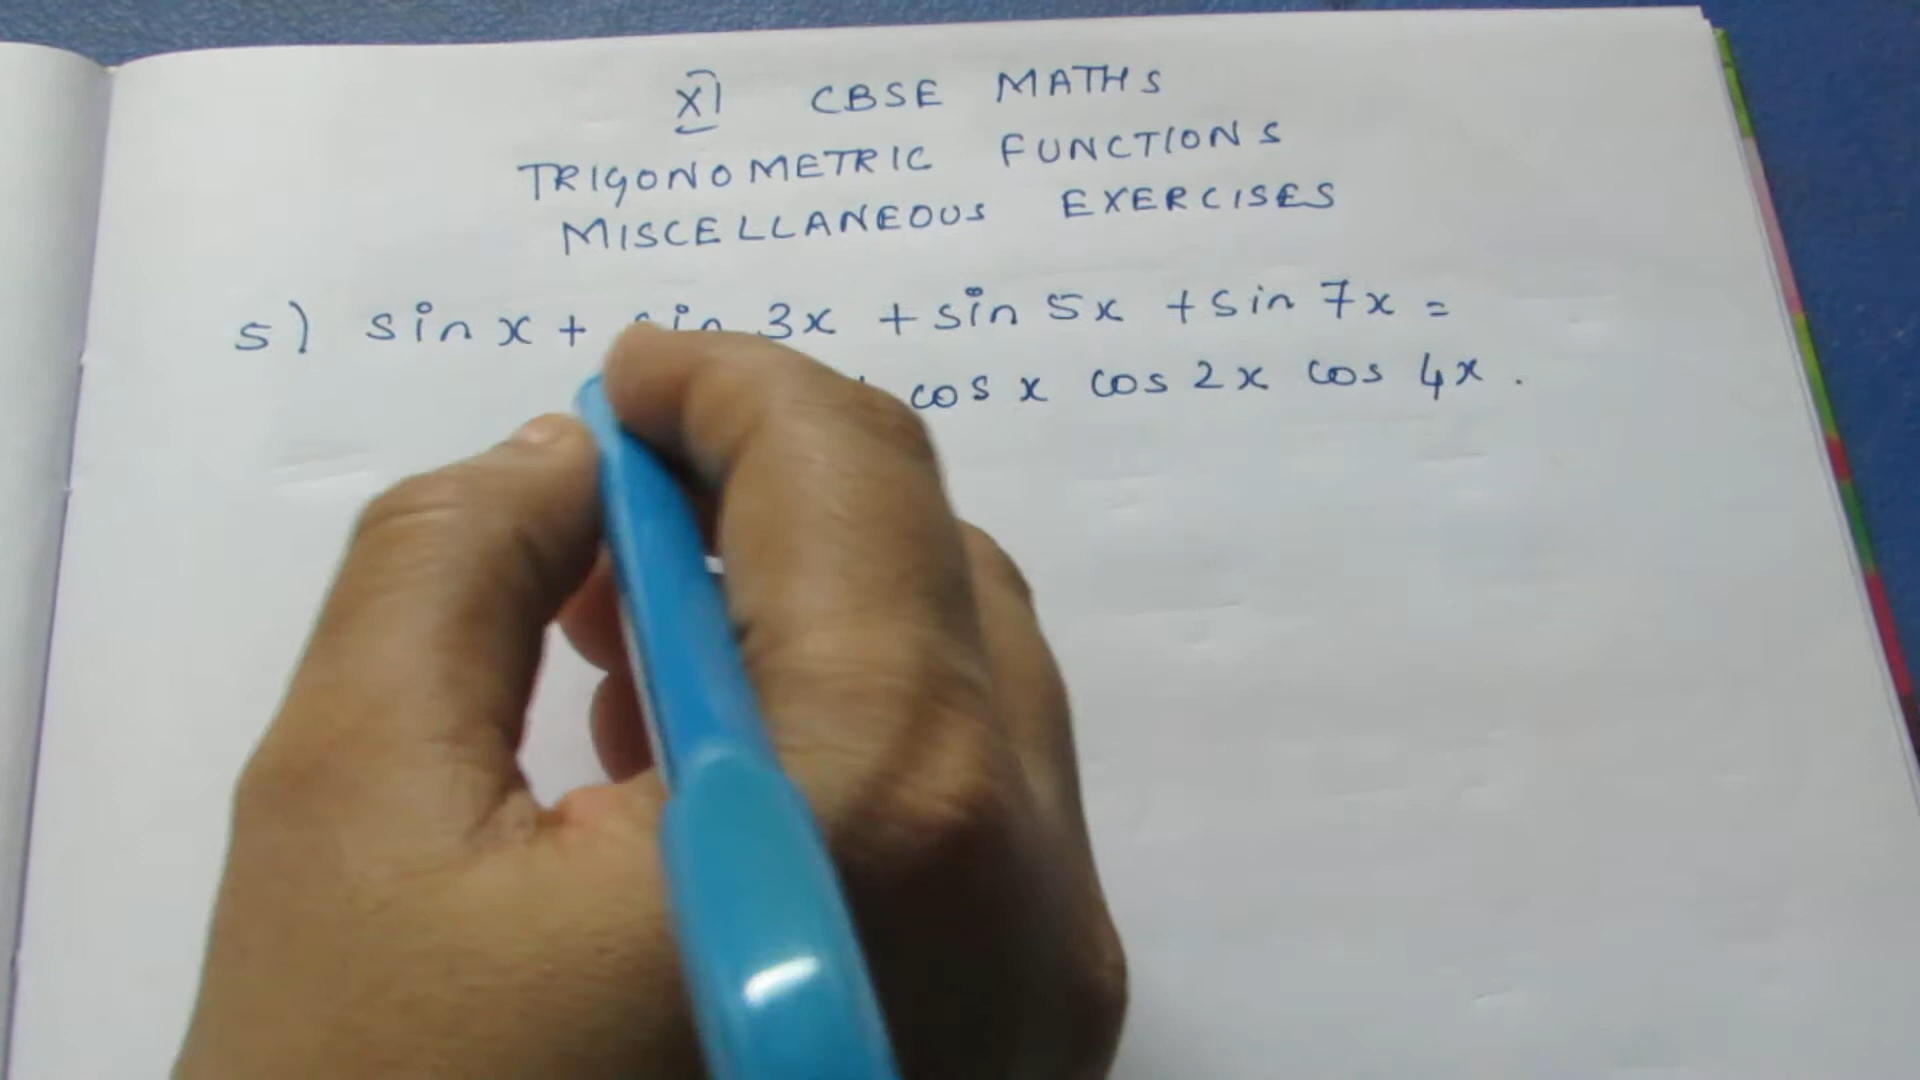 XI CBSE MATHS
TRIGONOMETRIC FUNCTIONS
MISCELLANEOUS EXERCISES
5) sin x + sin 3x + sin 5x + sin 7x =
cos x cos 2x cos 4x .